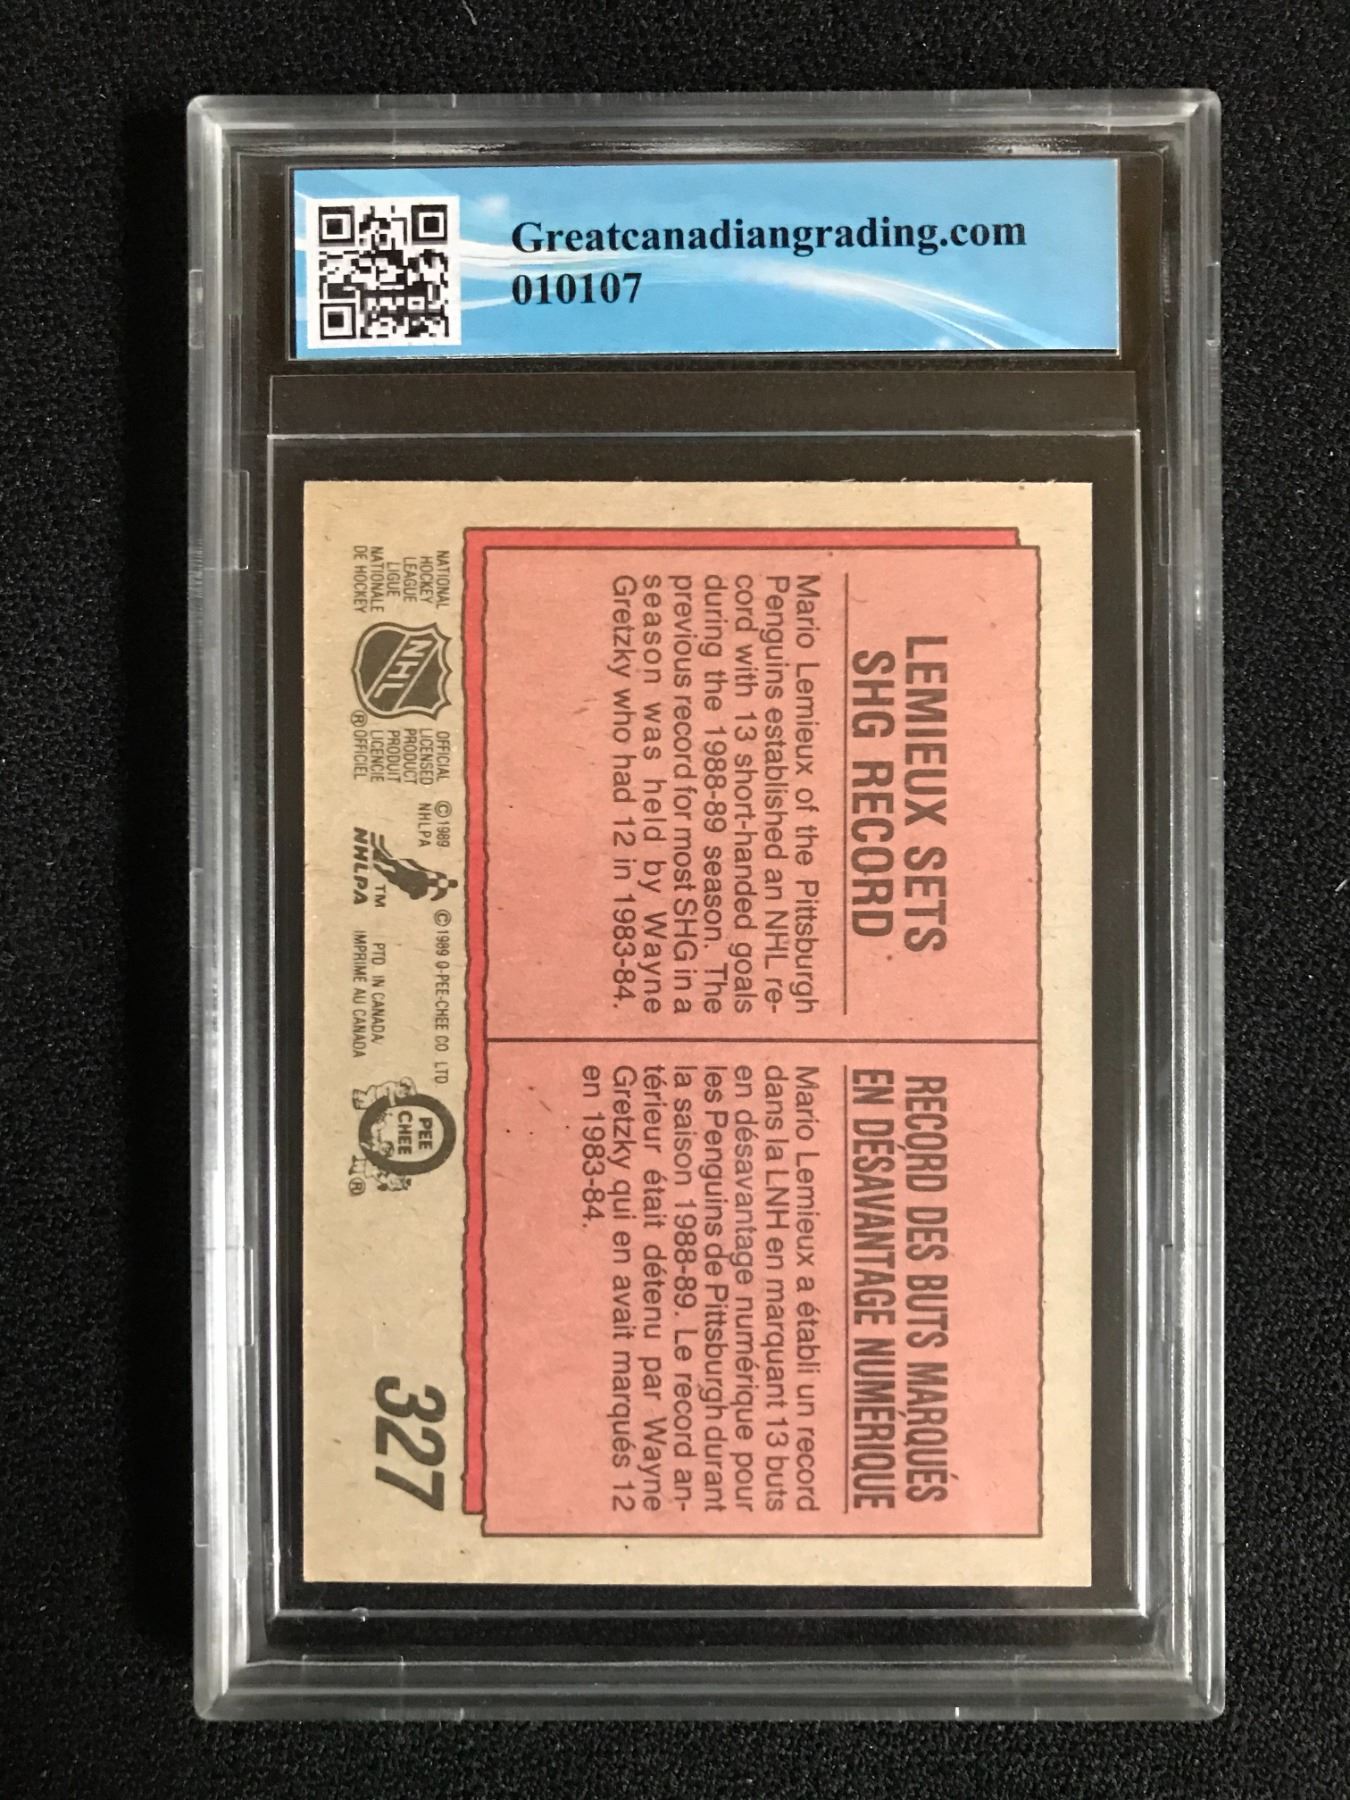 Greatcanadiangrading.com
010107
LEMIEUX SETS
SHG RECORD
Mario Lemieux of the Pittsburgh
Penguins established an NHL re-
cord with 13 short-handed goals
during the 1988-89 season. The
previous record for most SHG in a
season was held by Wayne
Gretzky who had 12 in 1983-84.
RECORD DES BUTS MARQUÉS
EN DÉSAVANTAGE NUMÉRIQUE
Mario Lemieux a établi un record
dans la LNH en marquant 13 buts
en désavantage numérique pour
les Penguins de Pittsburgh durant
la saison 1988-89. Le record an-
térieur était détenu par Wayne
Gretzky qui en avait marqués 12
en 1983-84.
NATIONAL
HOCKEY
LEAGUE
LIGUE
NATIONALE
DE HOCKEY
NHL
®
OFFICIAL
LICENSED
PRODUCT
PRODUIT
LICENCIE
OFFICIEL
© 1989
NHLPA
TM
NHLPA
© 1989 O-PEE-CHEE CO LTD
PTD IN CANADA/
IMPRIMÉ AU CANADA
O
PEE
CHEE
®
327